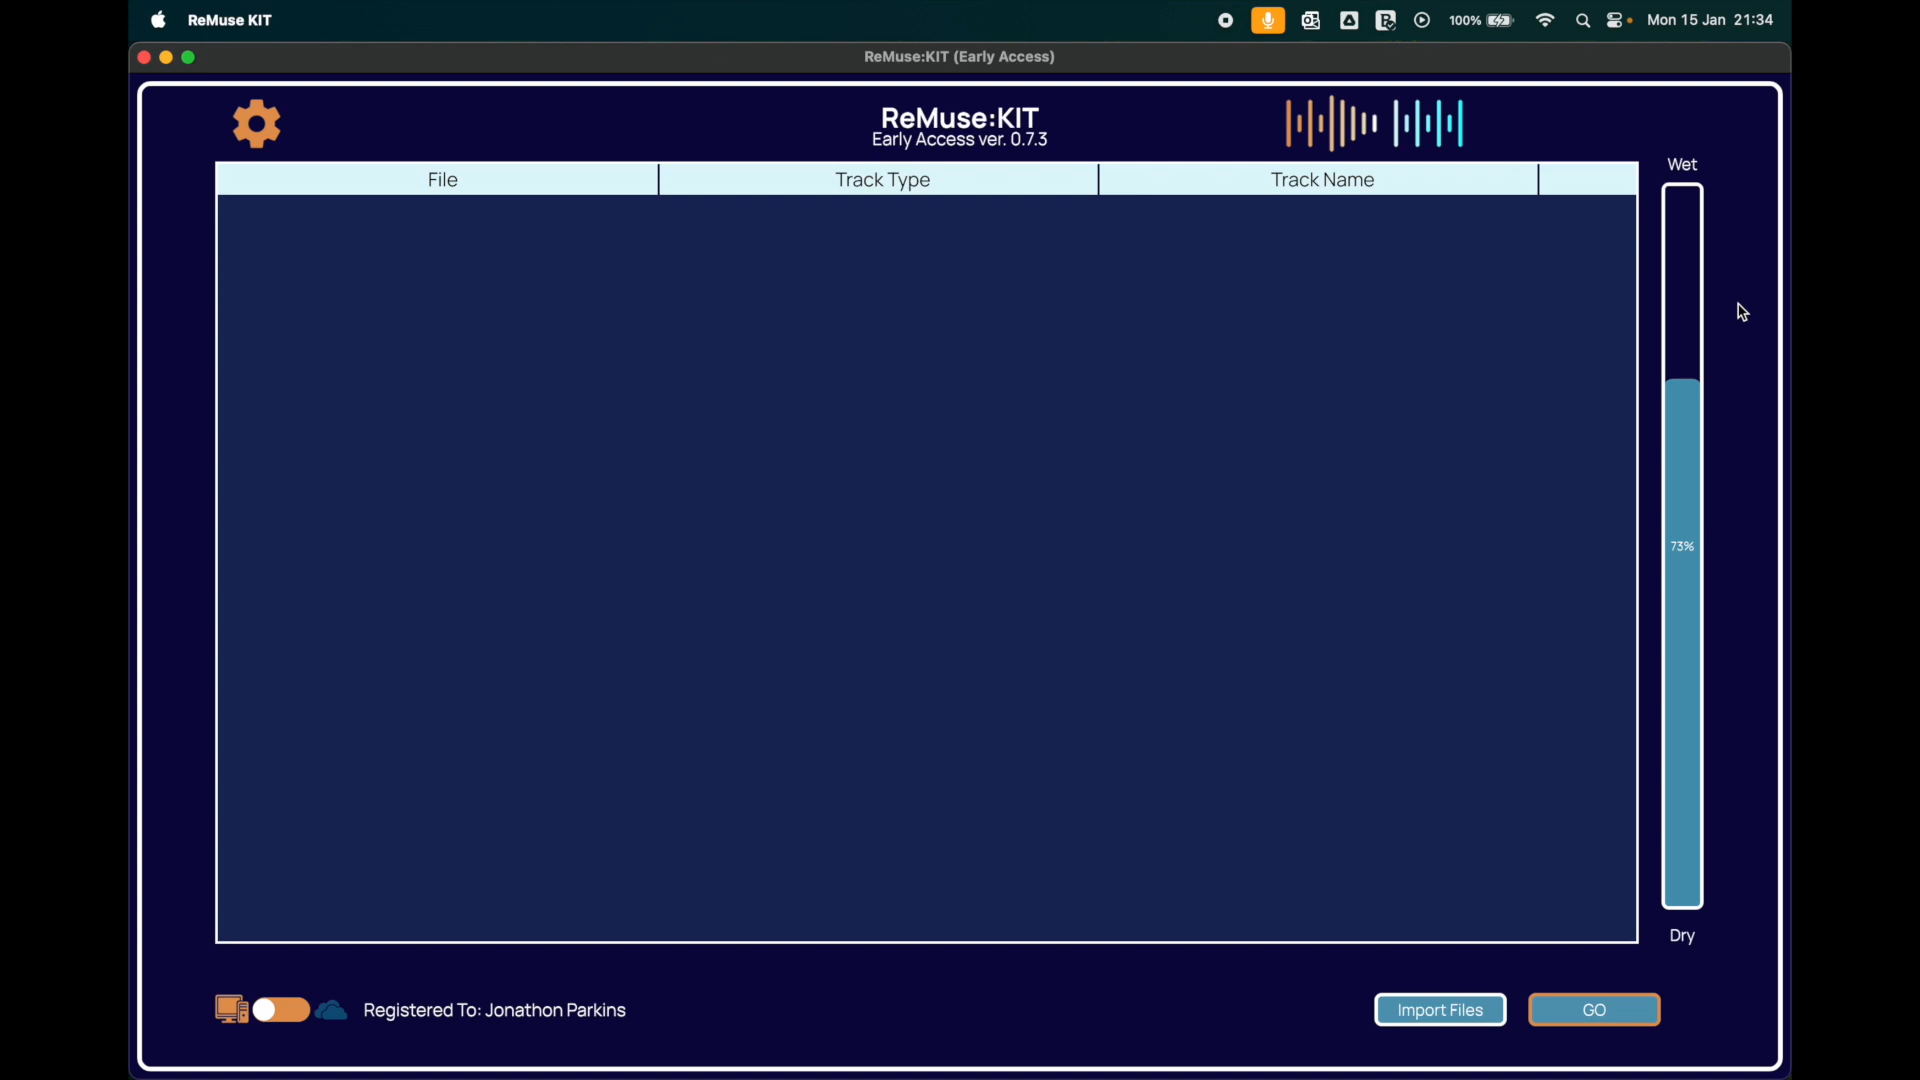 ReMuse KIT
100%
Mon 15 Jan 21:34
ReMuse:KIT (Early Access)
ReMuse:KIT
Early Access ver. 0.7.3
File
Track Type
Track Name
Wet
73%
Dry
Registered To: Jonathon Parkins
Import Files
GO